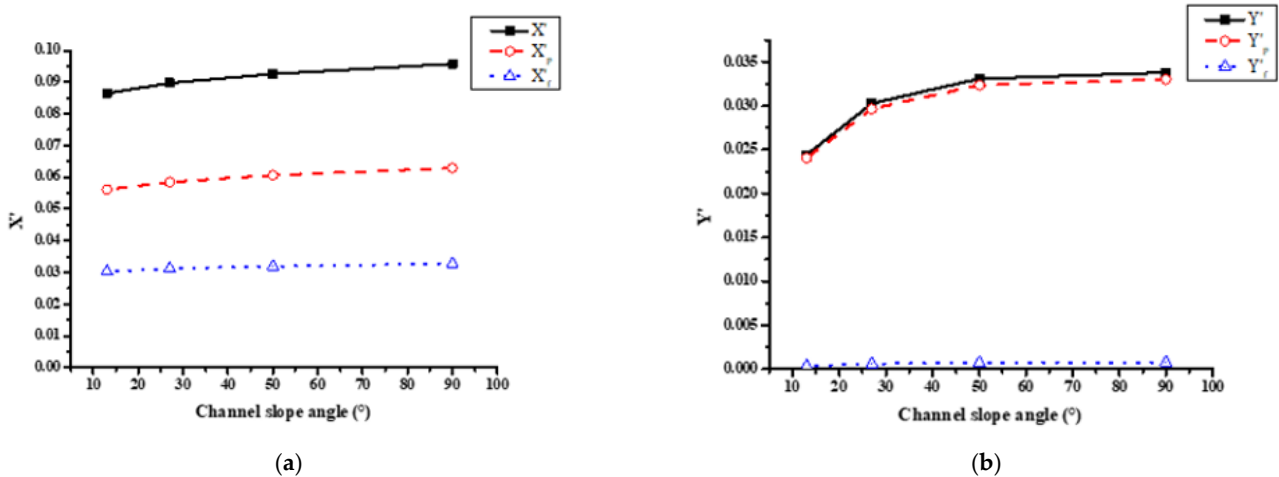 X'
X'p
X'f
0.10
0.09
0.08
0.07
0.06
0.05
0.04
0.03
0.02
0.01
0.00
X'
10 20 30 40 50 60 70 80 90 100
Channel slope angle (°)
(a)
Y'
Y'p
Y'f
0.035
0.030
0.025
0.020
0.015
0.010
0.005
0.000
Y'
10 20 30 40 50 60 70 80 90 100
Channel slope angle (°)
(b)